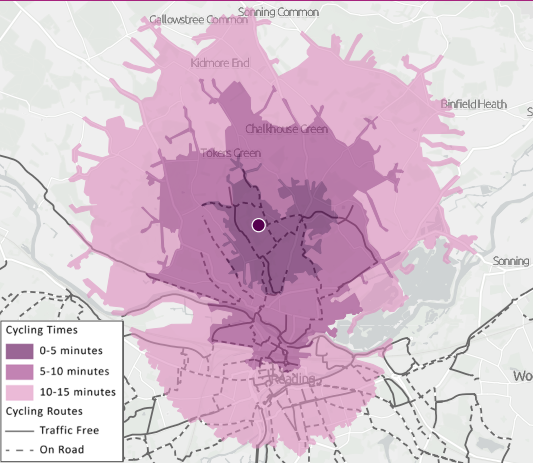 Sonning Common
Gallowstree Common
Kidmore End
Binfield Heath
S
Chalkhouse Green
Tokers Green
Sonning
Reading
Wo
Cycling Times
0-5 minutes
5-10 minutes
10-15 minutes
Cycling Routes
Traffic Free
On Road